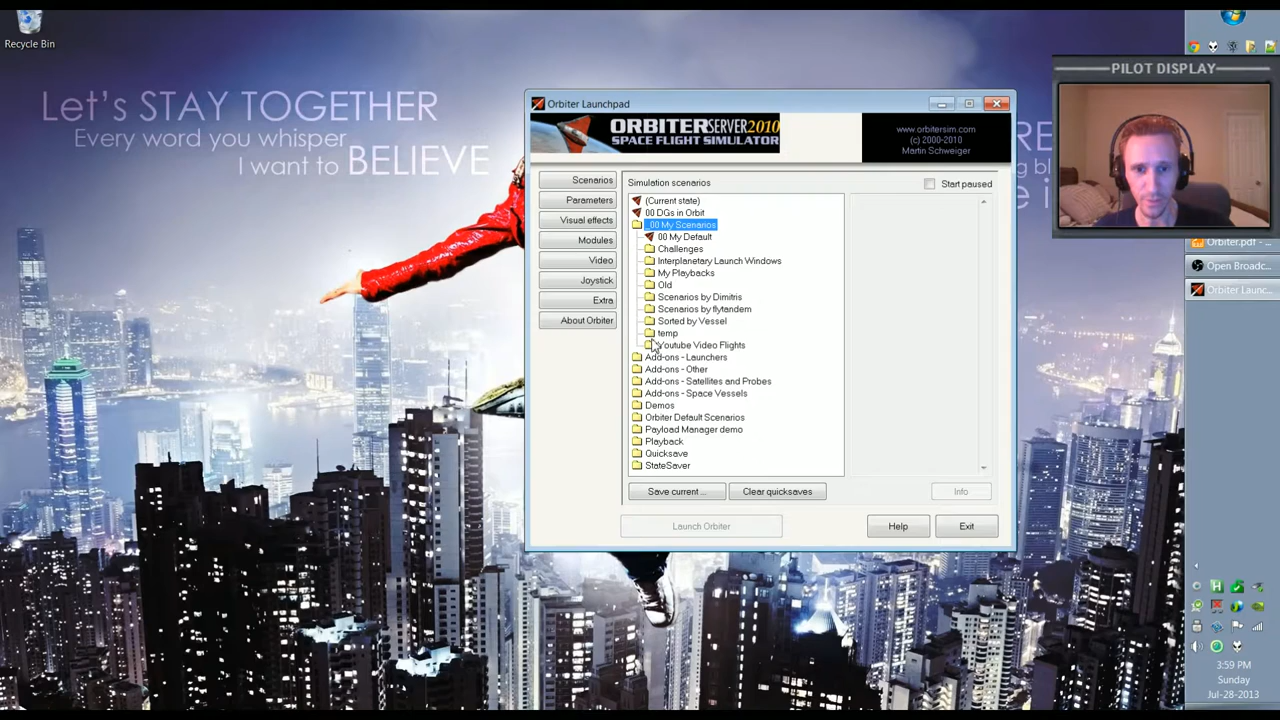 Recycle Bin
Let's STAY TOGETHER
Every word you whisper
I want to BELIEVE
Orbiter Launchpad
ORBITERSERVER2010
SPACE FLIGHT SIMULATOR
www.orbitersim.com
(c) 2000-2010
Martin Schweiger
Scenarios
Parameters
Visual effects
Modules
Video
Joystick
Extra
About Orbiter
Simulation scenarios
Start paused
(Current state)
00 DGs in Orbit
_00 My Scenarios
00 My Default
Challenges
Interplanetary Launch Windows
My Playbacks
Old
Scenarios by Dimitris
Scenarios by flytandem
Sorted by Vessel
temp
Youtube Video Flights
Add-ons - Launchers
Add-ons - Other
Add-ons - Satellites and Probes
Add-ons - Space Vessels
Demos
Orbiter Default Scenarios
Payload Manager demo
Playback
Quicksave
StateSaver
Save current ...
Clear quicksaves
Info
Launch Orbiter
Help
Exit
PILOT DISPLAY
Orbiter.pdf - ...
Open Broadc...
Orbiter Launc...
3:59 PM
Sunday
Jul-28-2013